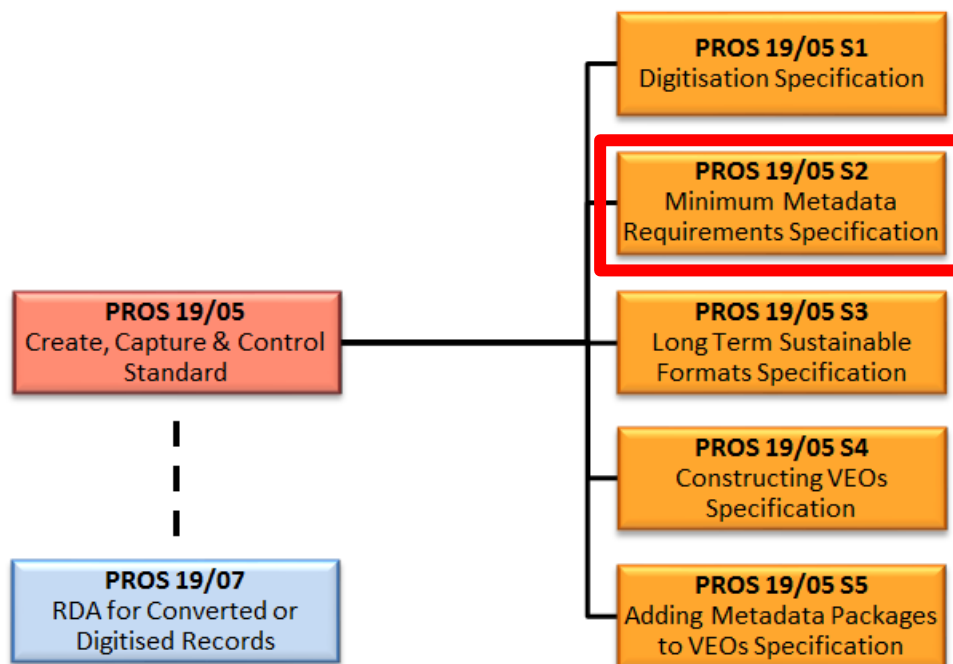 PROS 19/05 S1
Digitisation Specification
PROS 19/05 S2
Minimum Metadata
Requirements Specification
PROS 19/05
Create, Capture & Control
Standard
PROS 19/05 S3
Long Term Sustainable
Formats Specification
PROS 19/05 S4
Constructing VEOs
Specification
PROS 19/07
RDA for Converted or
Digitised Records
PROS 19/05 S5
Adding Metadata Packages
to VEOs Specification